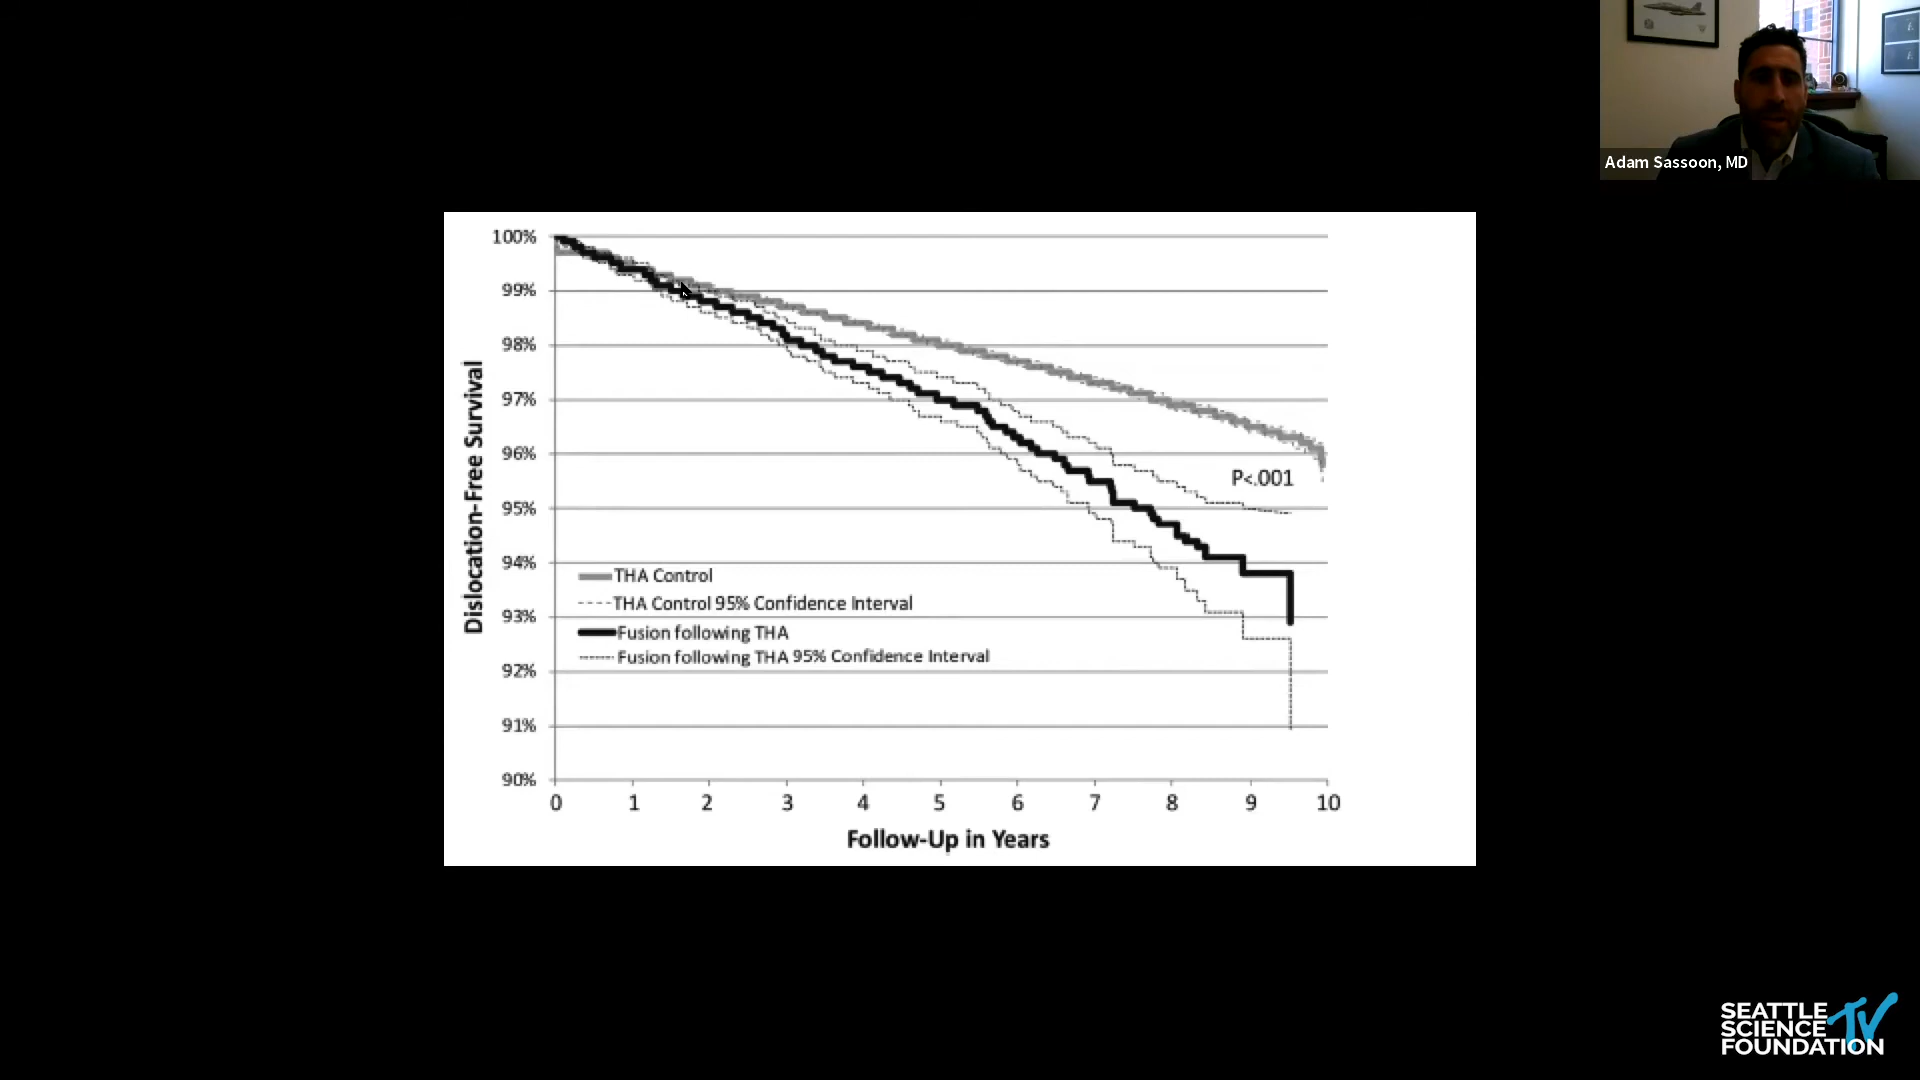 Adam Sassoon, MD
100%
99%
98%
97%
96%
95%
94%
93%
92%
91%
90%
Dislocation-Free Survival
P<.001
THA Control
THA Control 95% Confidence Interval
Fusion following THA
Fusion following THA 95% Confidence Interval
0 1 2 3 4 5 6 7 8 9 10
Follow-Up in Years
SEATTLE
SCIENCE TV
FOUNDATION